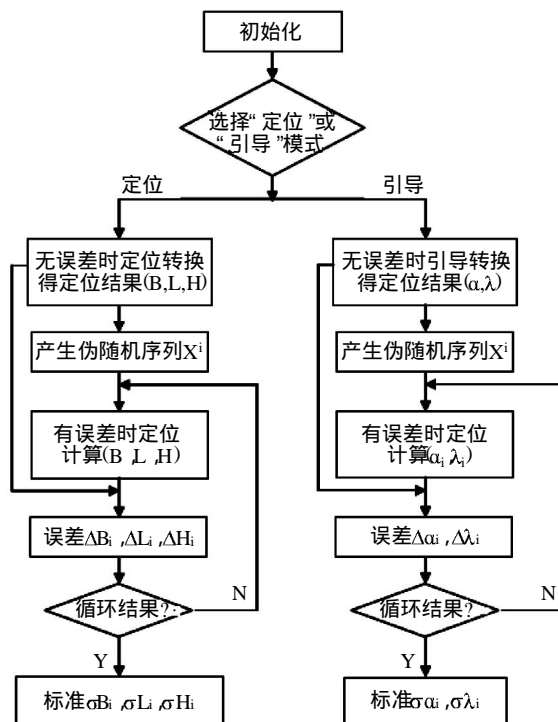 初始化
选择“定位”或
“引导”模式
定位
引导
无误差时定位转换
得定位结果(B,L,H)
产生伪随机序列Xⁱ
有误差时定位
计算(B ,L ,H)
误差ΔBᵢ ,ΔLᵢ ,ΔHᵢ
循环结果?
N
Y
标准σBᵢ ,σLᵢ ,σHᵢ
无误差时引导转换
得定位结果(α,λ)
产生伪随机序列Xⁱ
有误差时定位
计算(αᵢ ,λᵢ)
误差Δαᵢ ,Δλᵢ
循环结果?
N
Y
标准σαᵢ ,σλᵢ